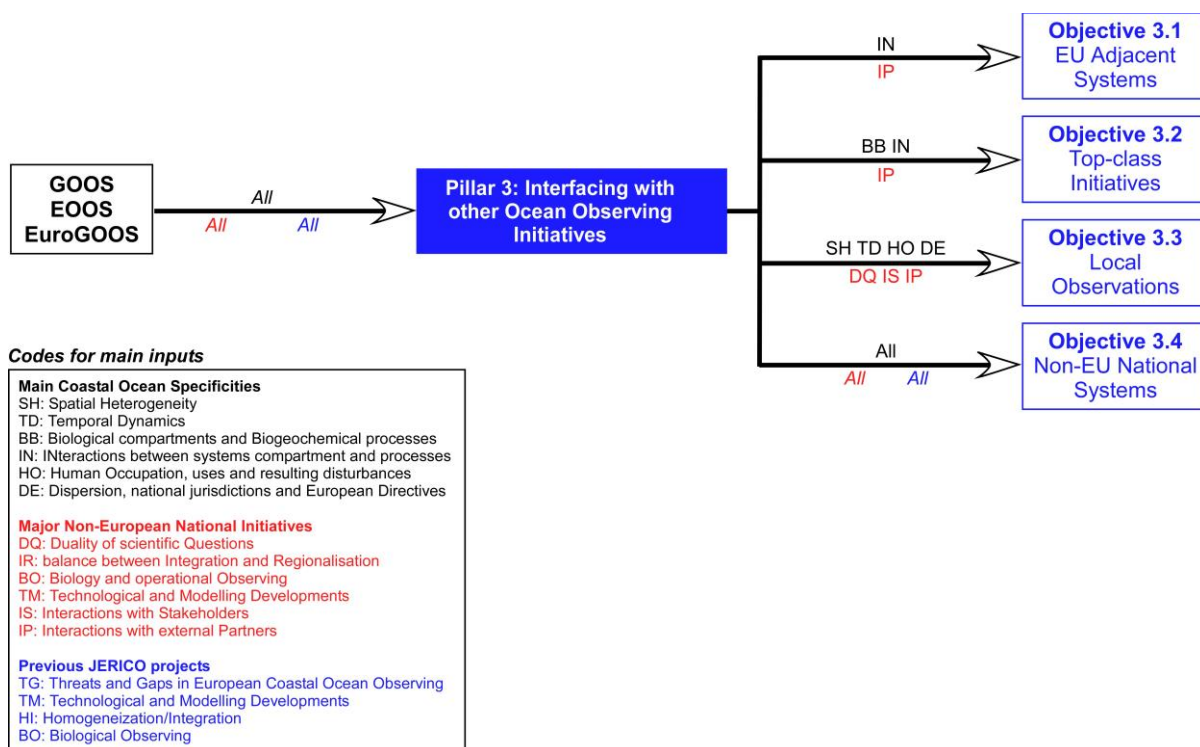 GOOS
EOOS
EuroGOOS
All
All All
Pillar 3: Interfacing with
other Ocean Observing
Initiatives
IN
IP
Objective 3.1
EU Adjacent
Systems
BB IN
IP
Objective 3.2
Top-class
Initiatives
SH TD HO DE
DQ IS IP
Objective 3.3
Local
Observations
All
All All
Objective 3.4
Non-EU National
Systems
Codes for main inputs
Main Coastal Ocean Specificities
SH: Spatial Heterogeneity
TD: Temporal Dynamics
BB: Biological compartments and Biogeochemical processes
IN: INteractions between systems compartment and processes
HO: Human Occupation, uses and resulting disturbances
DE: Dispersion, national jurisdictions and European Directives
Major Non-European National Initiatives
DQ: Duality of scientific Questions
IR: balance between Integration and Regionalisation
BO: Biology and operational Observing
TM: Technological and Modelling Developments
IS: Interactions with Stakeholders
IP: Interactions with external Partners
Previous JERICO projects
TG: Threats and Gaps in European Coastal Ocean Observing
TM: Technological and Modelling Developments
HI: Homogeneization/Integration
BO: Biological Observing